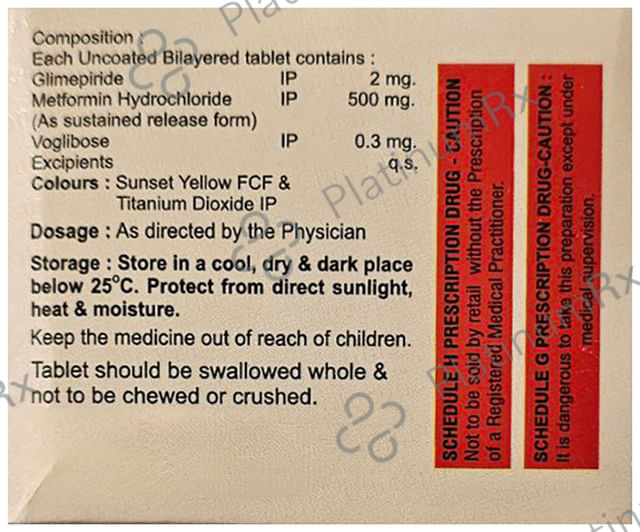 Composition :
Each Uncoated Bilayered tablet contains :
Glimepiride IP 2 mg.
Metformin Hydrochloride IP 500 mg.
(As sustained release form)
Voglibose IP 0.3 mg.
Excipients q.s.
Colours : Sunset Yellow FCF &
Titanium Dioxide IP
Dosage : As directed by the Physician
Storage : Store in a cool, dry & dark place
below 25°C. Protect from direct sunlight,
heat & moisture.
Keep the medicine out of reach of children.
Tablet should be swallowed whole &
not to be chewed or crushed.
SCHEDULE H PRESCRIPTION DRUG - CAUTION
Not to be sold by retail without the Prescription
of a Registered Medical Practitioner.
SCHEDULE G PRESCRIPTION DRUG-CAUTION :
It is dangerous to take this preparation except under
medical supervision.
PlatinumRx
PlatinumRx
Rx